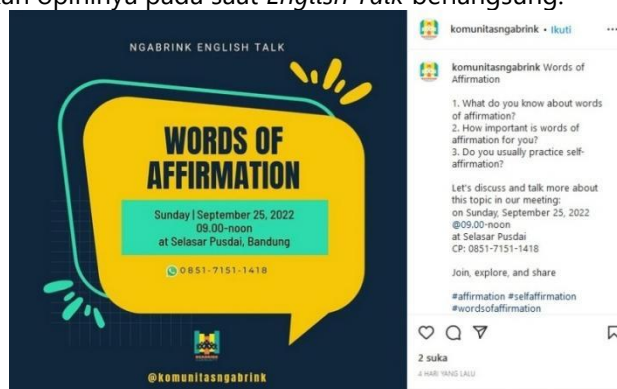 kan opininya pada saat English Talk berlangsung.
NGABRINK ENGLISH TALK
WORDS OF
AFFIRMATION
Sunday | September 25, 2022
09.00-noon
at Selasar Pusdai, Bandung
0851-7151-1418
@komunitasngabrink
komunitasngabrink • Ikuti
komunitasngabrink Words of
Affirmation
1. What do you know about words
of affirmation?
2. How important is words of
affirmation for you?
3. Do you usually practice self-
affirmation?
Let's discuss and talk more about
this topic in our meeting:
on Sunday, September 25, 2022
@09.00-noon
at Selasar Pusdai
CP: 0851-7151-1418
Join, explore, and share
#affirmation #selfaffirmation
#wordsofaffirmation
2 suka
4 HARI YANG LALU